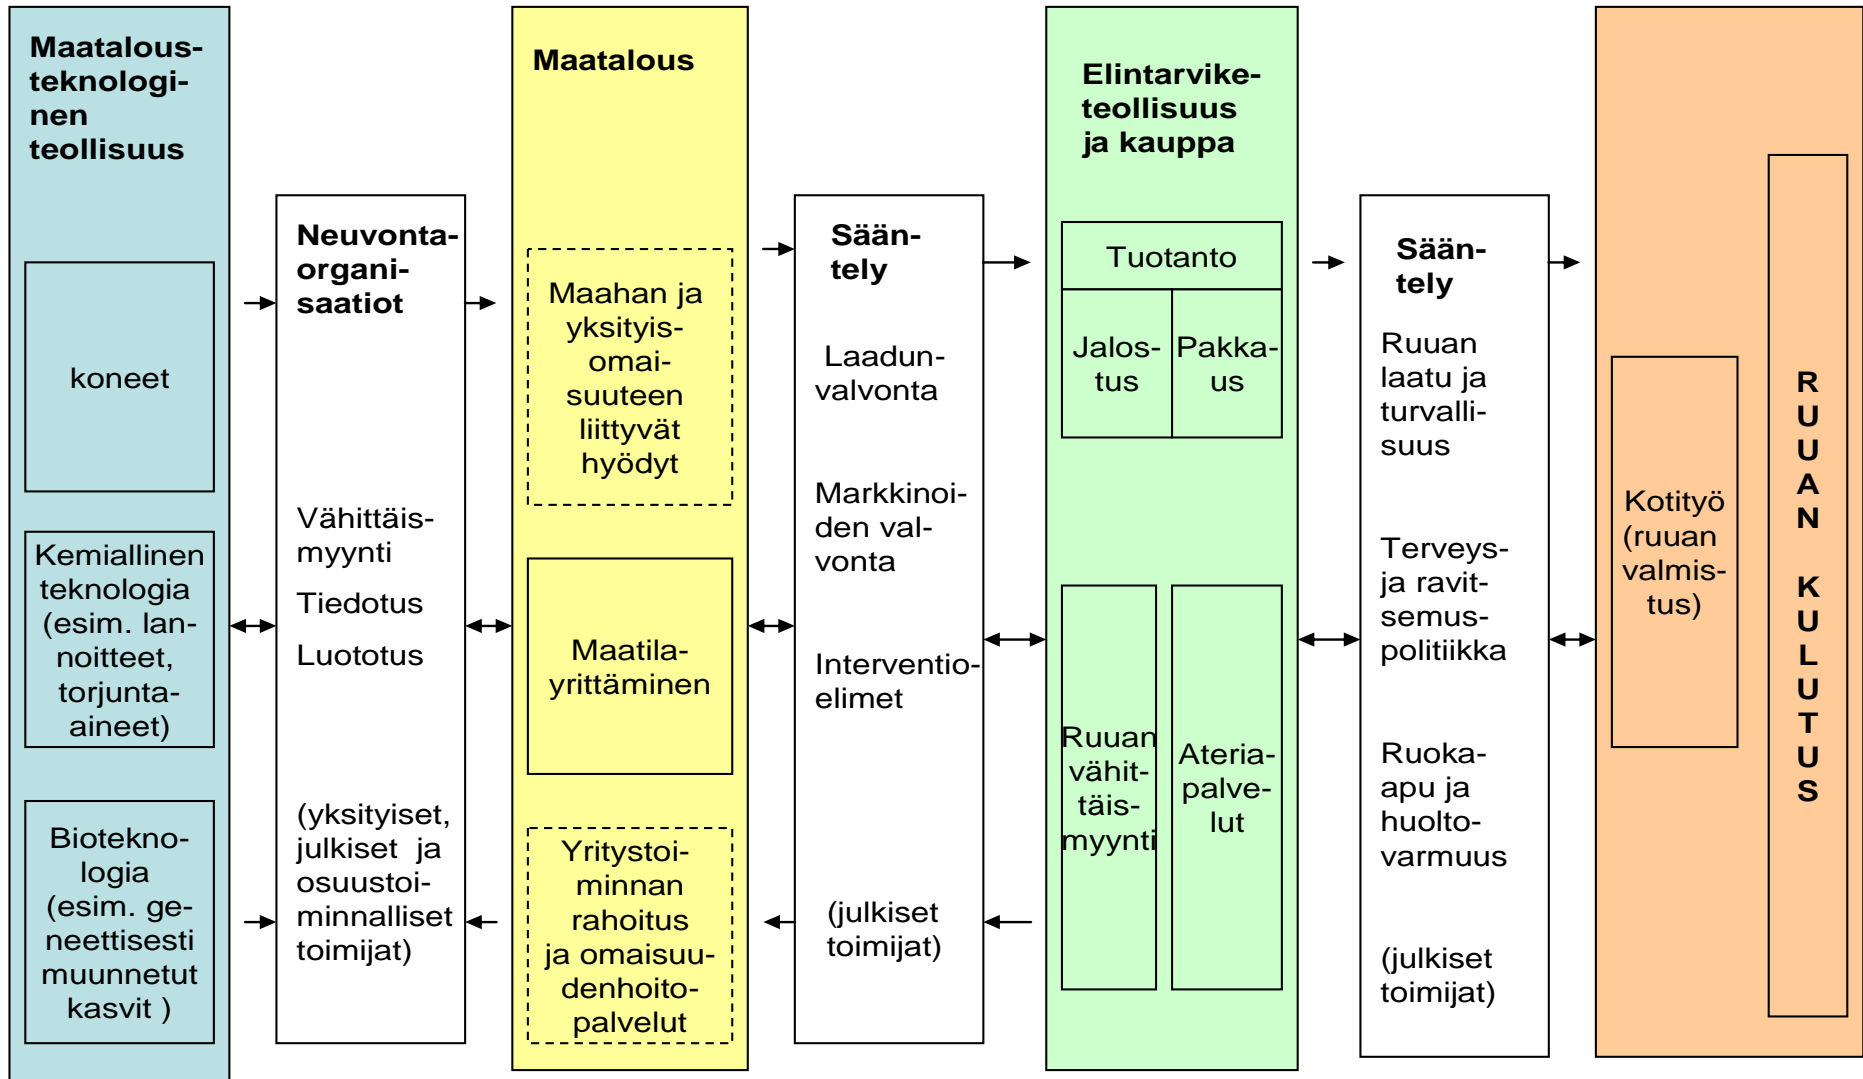 Maatalous-
teknologi-
nen
teollisuus
koneet
Kemiallinen
teknologia
(esim. lan-
noitteet,
torjunta-
aineet)
Biotekno-
logia
(esim. ge-
neettisesti
muunnetut
kasvit )
Neuvonta-
organi-
saatiot
Vähittäis-
myynti
Tiedotus
Luototus
(yksityiset,
julkiset ja
osuustoi-
minnalliset
toimijat)
Maatalous
Maahan ja
yksityis-
omai-
suuteen
liittyvät
hyödyt
Maatila-
yrittäminen
Yritystoi-
minnan
rahoitus
ja omaisuu-
denhoito-
palvelut
Sään-
tely
Laadun-
valvonta
Markkinoi-
den val-
vonta
Interventio-
elimet
(julkiset
toimijat)
Elintarvike-
teollisuus
ja kauppa
Tuotanto
Jalos-
tus
Pakka-
us
Ruuan
vähit-
täis-
myynti
Ateria-
palve-
lut
Sään-
tely
Ruuan
laatu ja
turvalli-
suus
Terveys-
ja ravit-
semus-
politiikka
Ruoka-
apu ja
huolto-
varmuus
(julkiset
toimijat)
Kotityö
(ruuan
valmis-
tus)
RUUAN KULUTUS